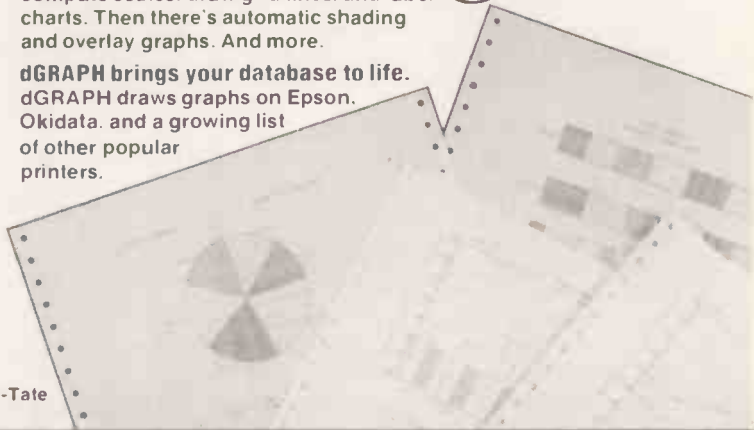 charts. Then there's automatic shading
and overlay graphs. And more.
dGRAPH brings your database to life.
dGRAPH draws graphs on Epson,
Okidata, and a growing list
of other popular
printers.
-Tate